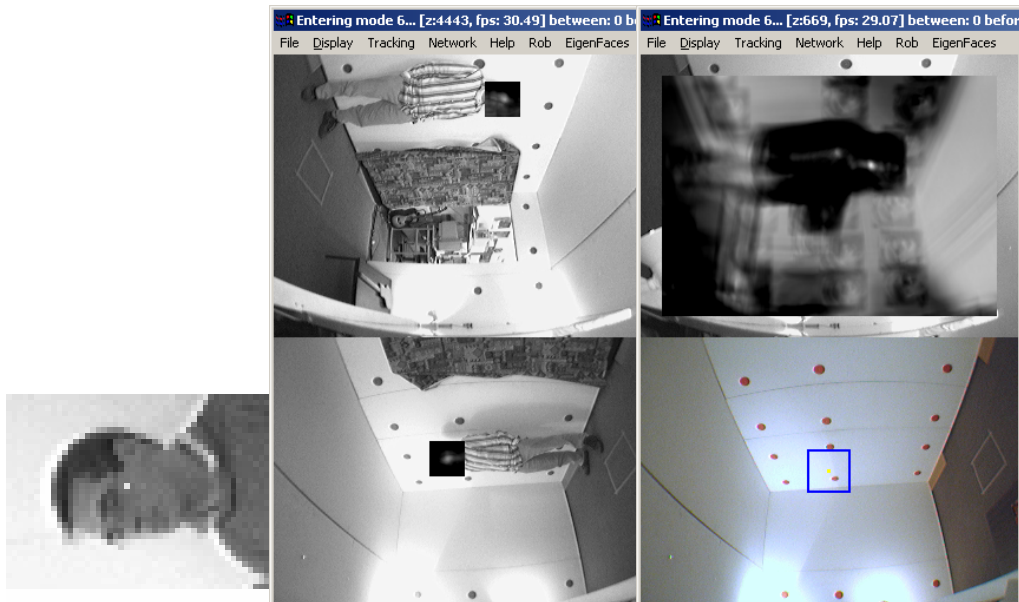 Entering mode 6... [z:4443, fps: 30.49] between: 0 b
File Display Tracking Network Help Rob EigenFaces
Entering mode 6... [z:669, fps: 29.07] between: 0 befor
File Display Tracking Network Help Rob EigenFaces